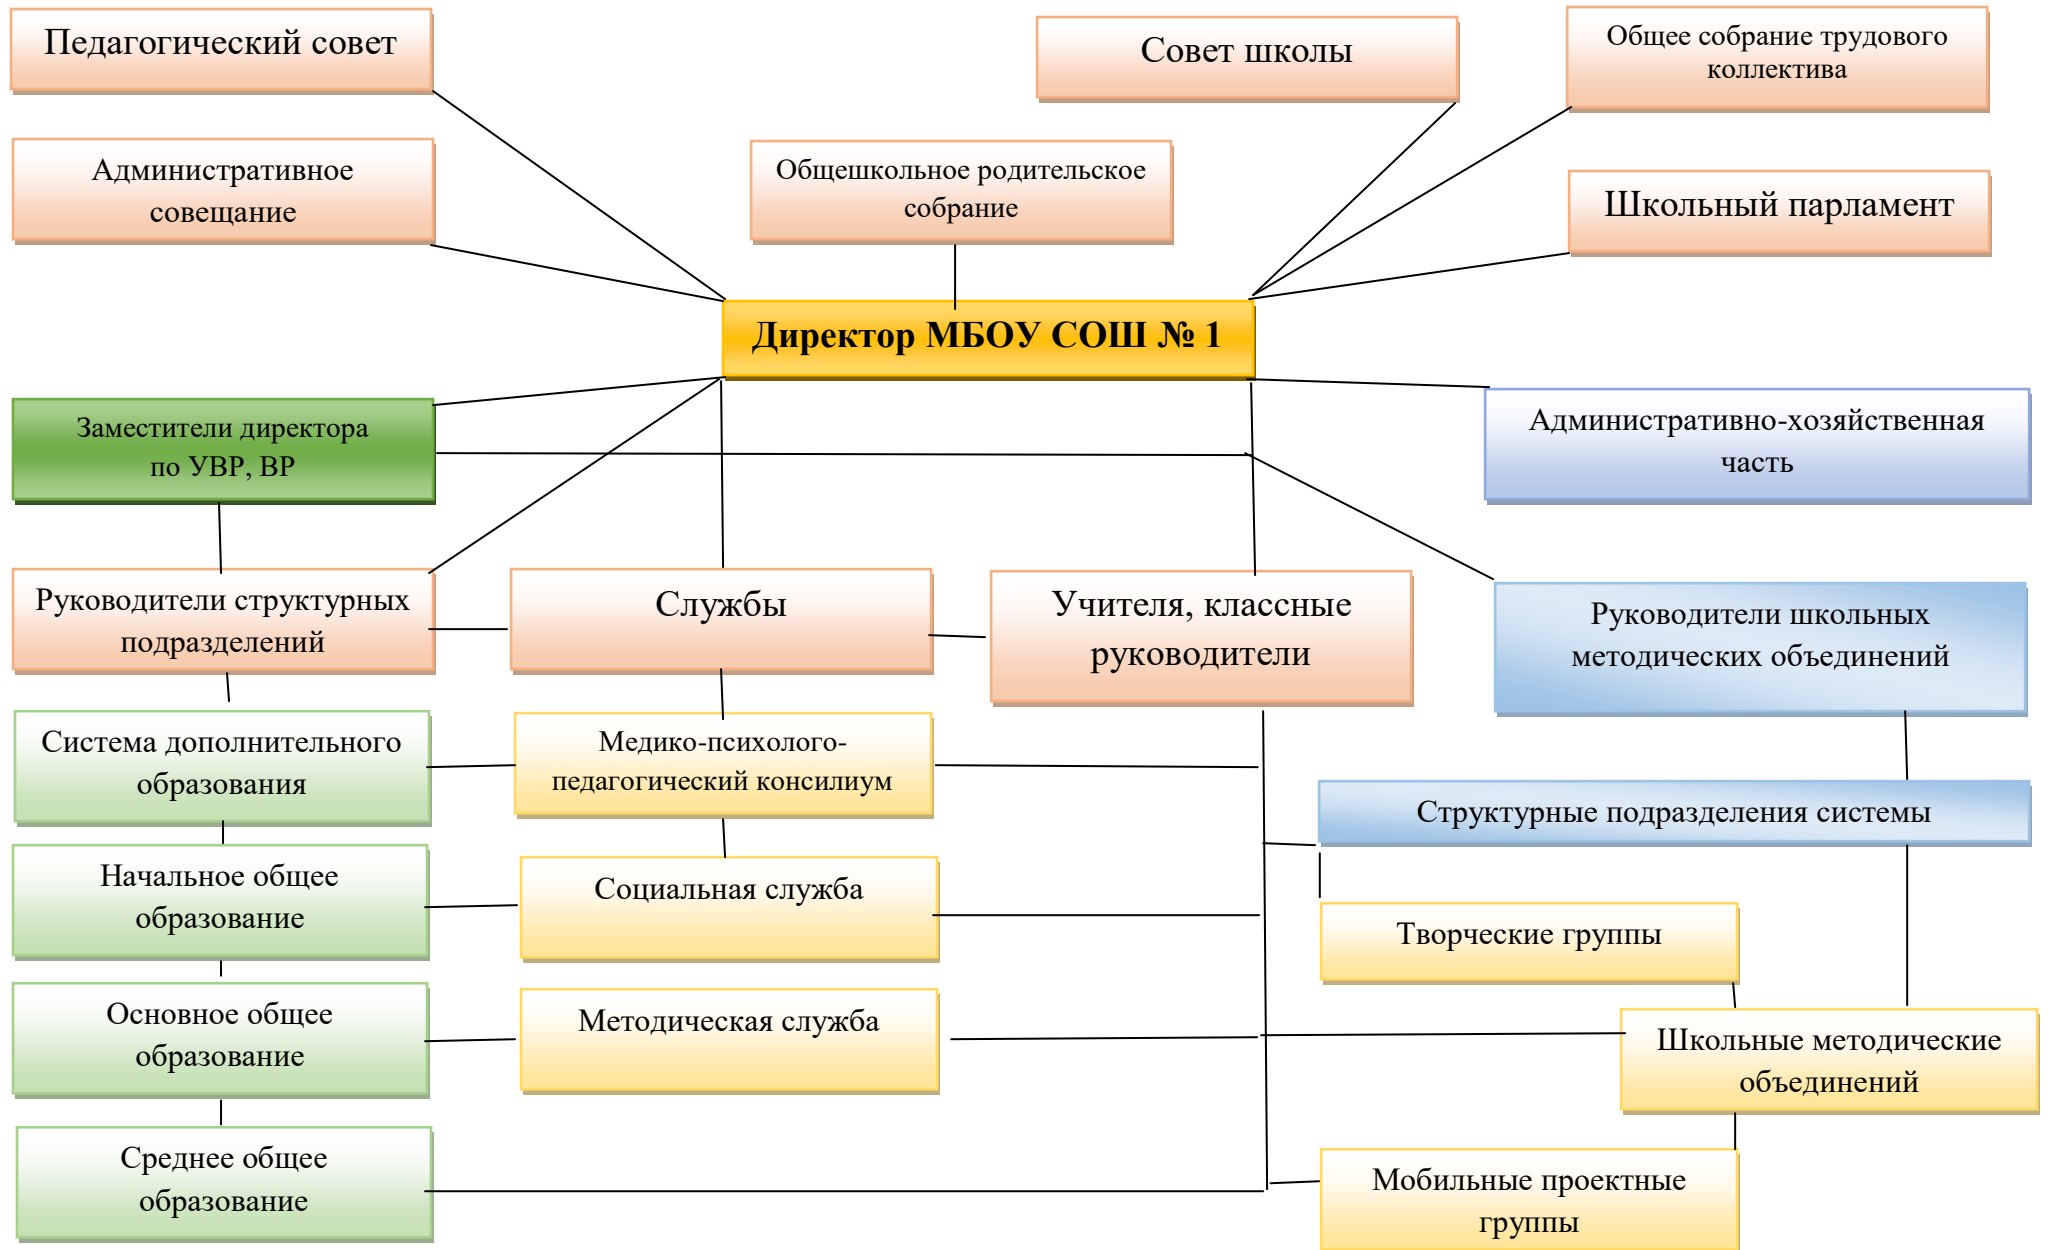 Педагогический совет
Совет школы
Общее собрание трудового
коллектива
Административное
совещание
Общешкольное родительское
собрание
Школьный парламент
Директор МБОУ СОШ № 1
Заместители директора
по УВР, ВР
Административно-хозяйственная
часть
Руководители структурных
подразделений
Службы
Учителя, классные
руководители
Руководители школьных
методических объединений
Система дополнительного
образования
Медико-психолого-
педагогический консилиум
Структурные подразделения системы
Начальное общее
образование
Социальная служба
Творческие группы
Основное общее
образование
Методическая служба
Школьные методические
объединений
Среднее общее
образование
Мобильные проектные
группы